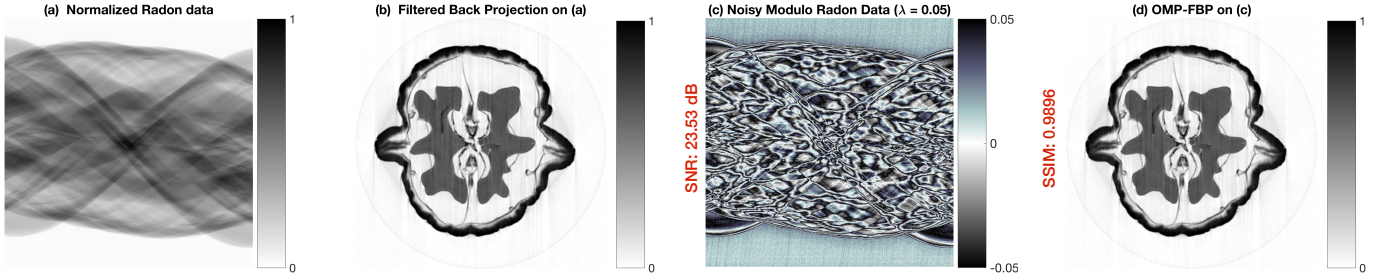 (a) Normalized Radon data
1
0
(b) Filtered Back Projection on (a)
1
0
(c) Noisy Modulo Radon Data (λ = 0.05)
SNR: 23.53 dB
0.05
0
-0.05
(d) OMP-FBP on (c)
SSIM: 0.9896
1
0